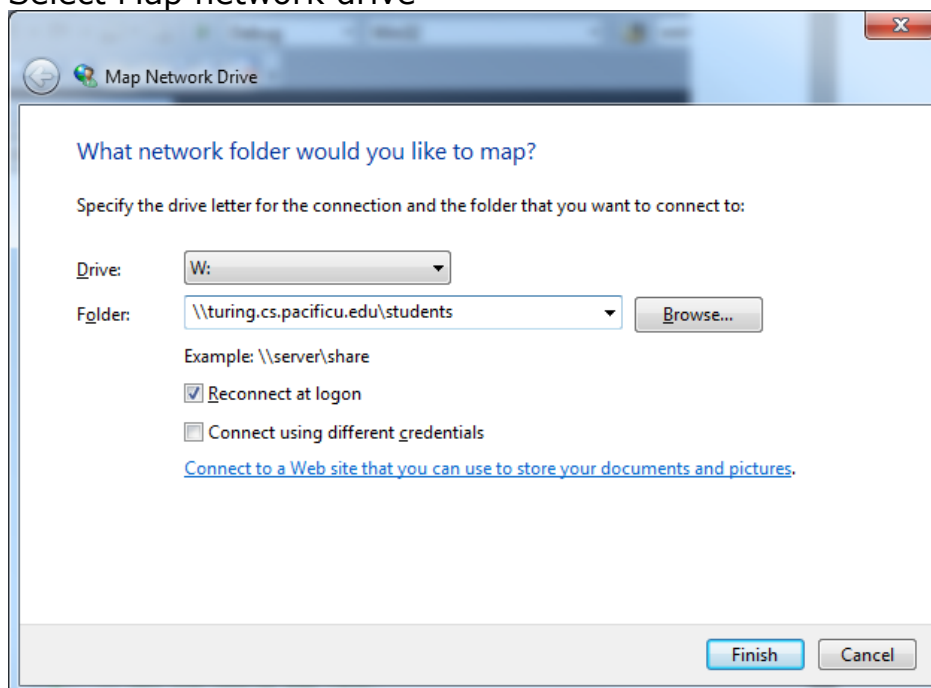 Select Map network drive
Map Network Drive
What network folder would you like to map?
Specify the drive letter for the connection and the folder that you want to connect to:
Drive: W:
Folder: \\turing.cs.pacificu.edu\students Browse...
Example: \\server\share
Reconnect at logon
Connect using different credentials
Connect to a Web site that you can use to store your documents and pictures.
Finish Cancel